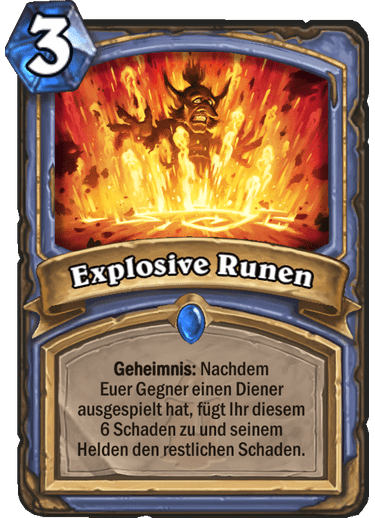 3
Explosive Runen
Geheimnis: Nachdem
Euer Gegner einen Diener
ausgespielt hat, fügt Ihr diesem
6 Schaden zu und seinem
Helden den restlichen Schaden.